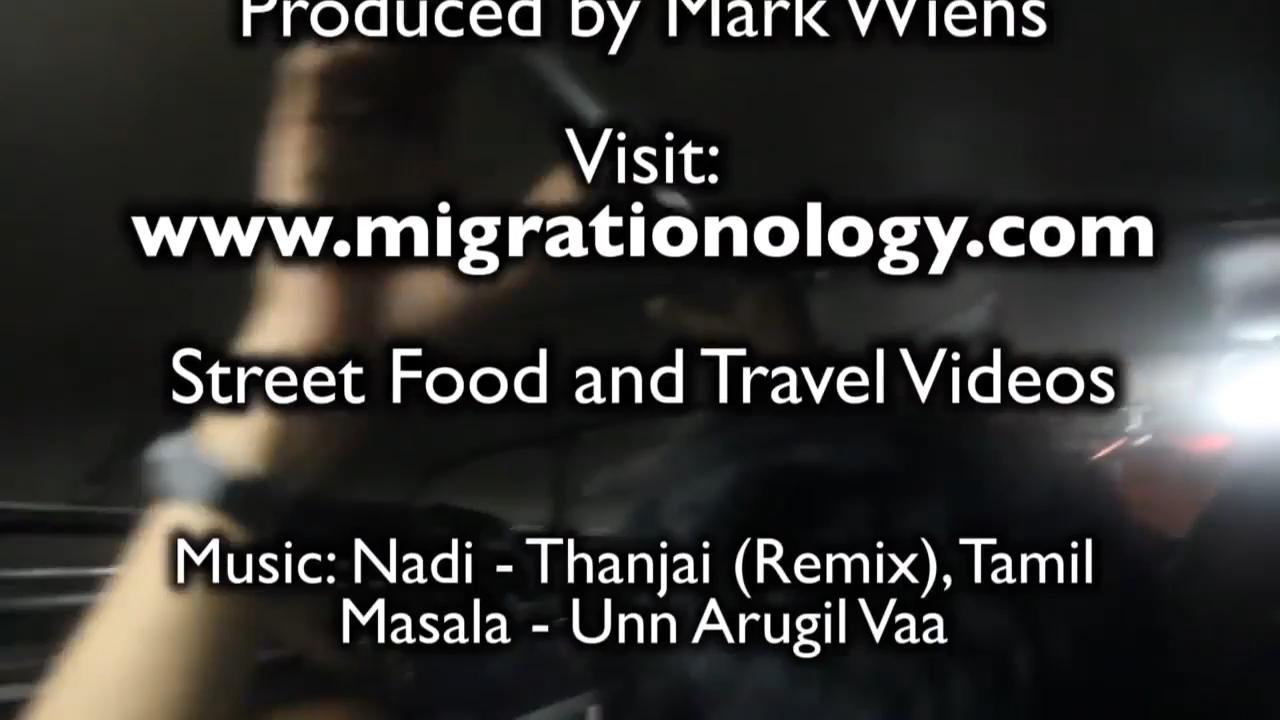 Produced by Mark Wiens
Visit:
www.migrationology.com
Street Food and Travel Videos
Music: Nadi - Thanjai (Remix), Tamil
Masala - Unn Arugil Vaa